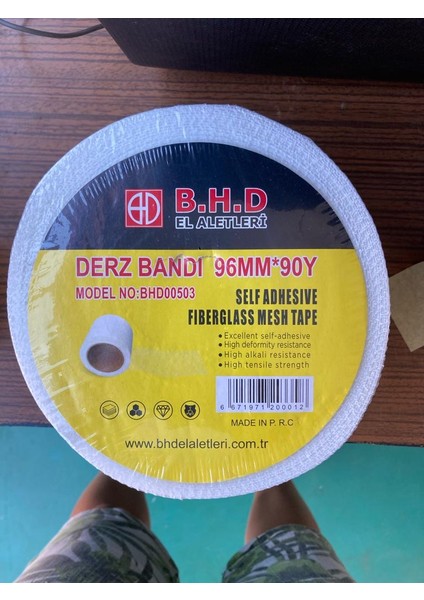 B.H.D
EL ALETLERİ
DERZ BANDI 96MM*90Y
MODEL NO:BHD00503
SELF ADHESIVE
FIBERGLASS MESH TAPE
• Excellent self-adhesive
• High deformity resistance
• High alkali resistance
• High tensile strength
6 671971 200012
MADE IN P. R.C
www.bhdelaletleri.com.tr